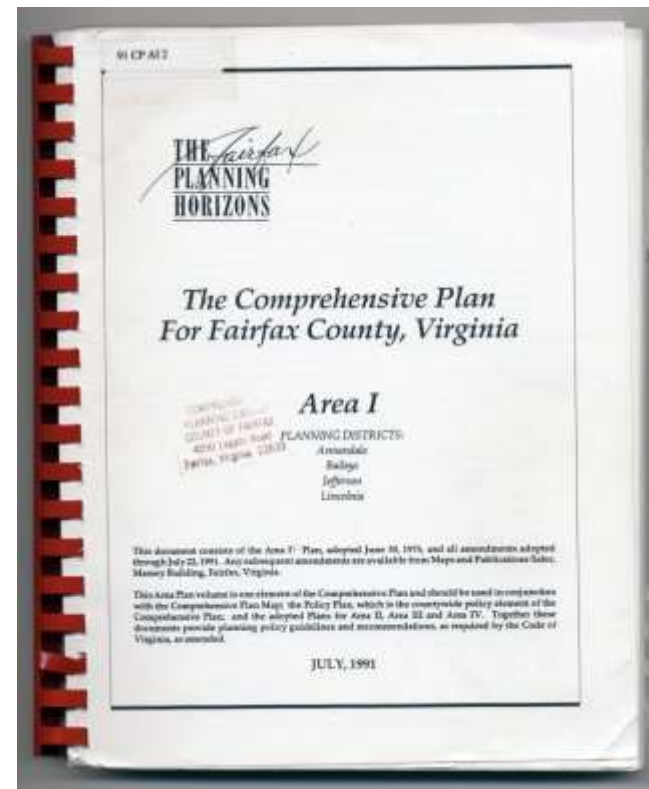 91 CP AI 2
THE Fairfax
PLANNING
HORIZONS
The Comprehensive Plan
For Fairfax County, Virginia
Area I
PLANNING DISTRICTS:
Annandale
Baileys
Jefferson
Lincolnia
COUNTY OF FAIRFAX
Fairfax, Virginia
This document consists of the Area I Plan, adopted June 30, 1975, and all amendments adopted
through July 22, 1991. Any subsequent amendments are available from Maps and Publications Sales,
Massey Building, Fairfax, Virginia.
This Area Plan volume is one element of the Comprehensive Plan and should be used in conjunction
with the Comprehensive Plan Map; the Policy Plan, which is the countywide policy element of the
Comprehensive Plan; and the adopted Plans for Area II, Area III and Area IV. Together these
documents provide planning policy guidelines and recommendations, as required by the Code of
Virginia, as amended.
JULY, 1991